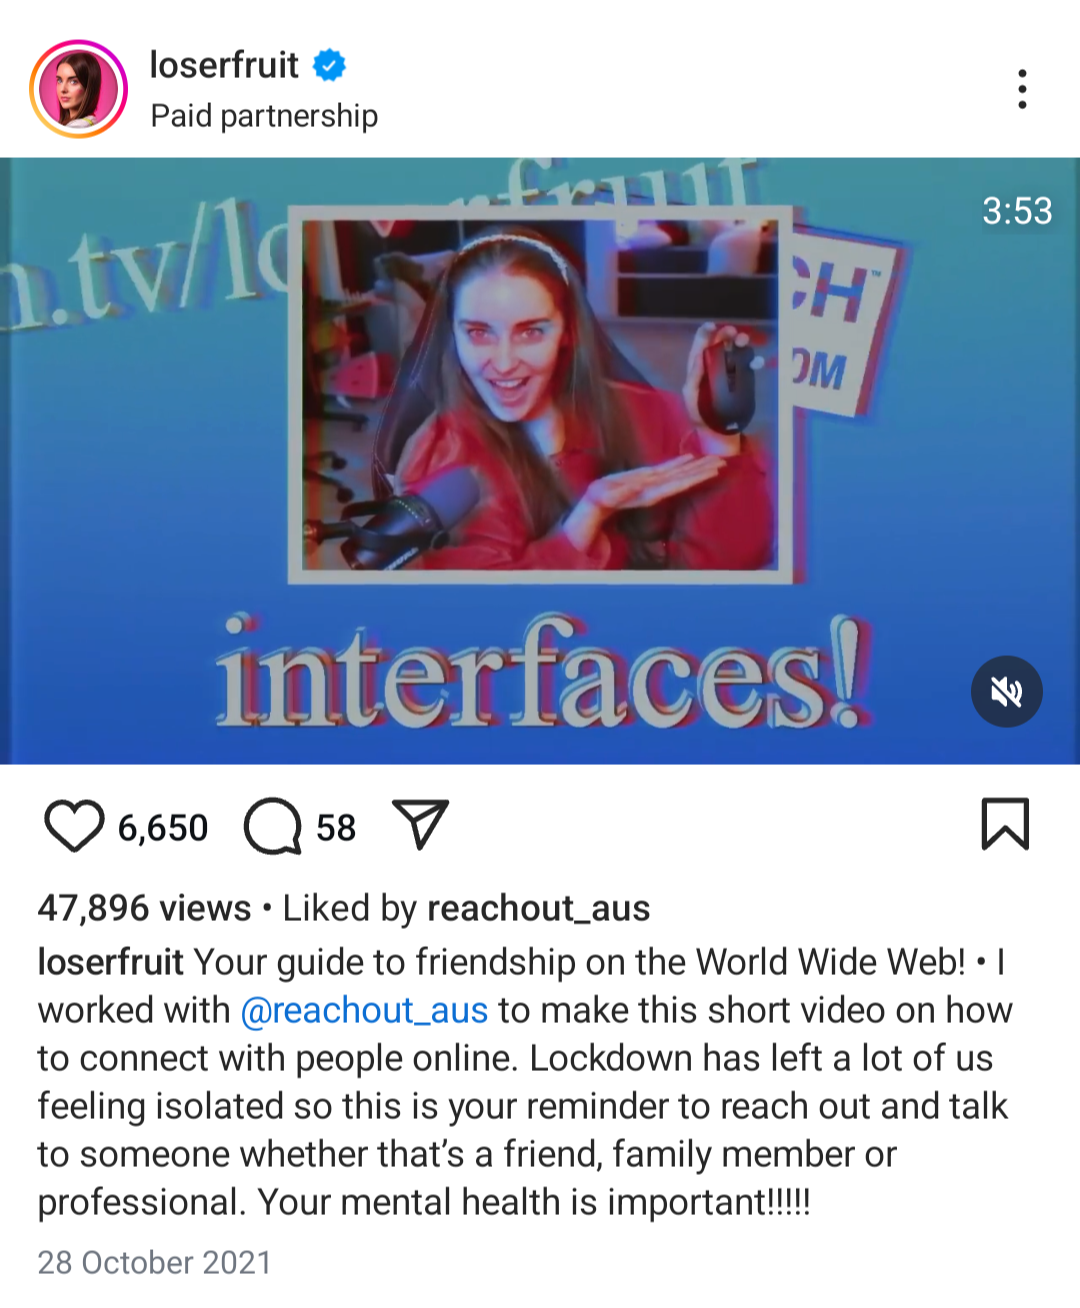 loserfruit
Paid partnership
n.tv/loserfruit
3:53
CH™
OM
interfaces!
6,650 58
47,896 views • Liked by reachout_aus
loserfruit Your guide to friendship on the World Wide Web! • I
worked with @reachout_aus to make this short video on how
to connect with people online. Lockdown has left a lot of us
feeling isolated so this is your reminder to reach out and talk
to someone whether that’s a friend, family member or
professional. Your mental health is important!!!!!
28 October 2021